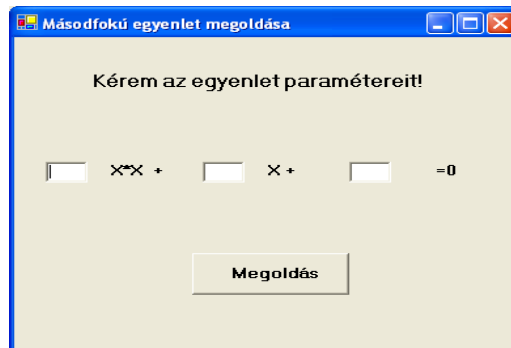 Másodfokú egyenlet megoldása
Kérem az egyenlet paramétereit!
X*X + X + =0
Megoldás